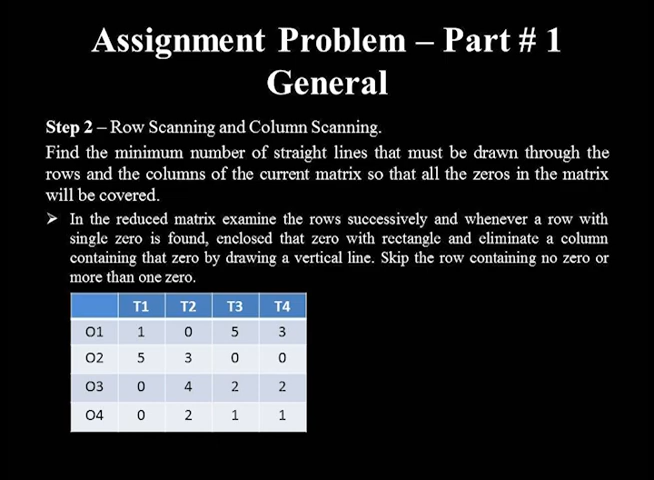 Assignment Problem – Part # 1
General
Step 2 – Row Scanning and Column Scanning.
Find the minimum number of straight lines that must be drawn through the
rows and the columns of the current matrix so that all the zeros in the matrix
will be covered.
➢ In the reduced matrix examine the rows successively and whenever a row with
single zero is found, enclosed that zero with rectangle and eliminate a column
containing that zero by drawing a vertical line. Skip the row containing no zero or
more than one zero.
T1 T2 T3 T4
O1 1 0 5 3
O2 5 3 0 0
O3 0 4 2 2
O4 0 2 1 1